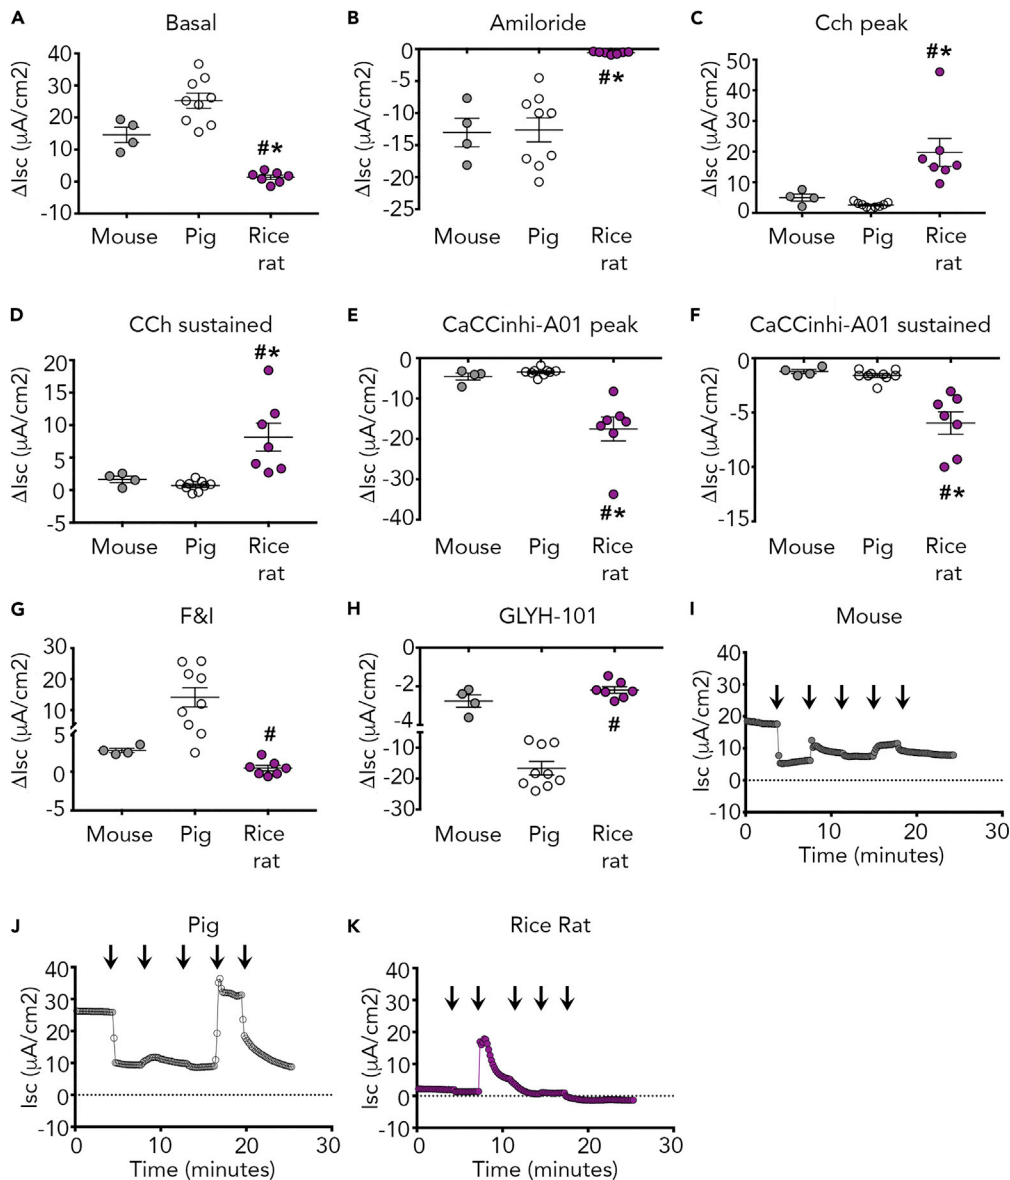 A Basal
ΔIsc (μA/cm2)
40
30
20
10
0
-10
Mouse Pig Rice rat
#*
B Amiloride
ΔIsc (μA/cm2)
0
-5
-10
-15
-20
-25
Mouse Pig Rice rat
#*
C Cch peak
ΔIsc (μA/cm2)
50
40
30
20
10
0
Mouse Pig Rice rat
#*
D CCh sustained
ΔIsc (μA/cm2)
20
15
10
5
0
-5
Mouse Pig Rice rat
#*
E CaCCinhi-A01 peak
ΔIsc (μA/cm2)
0
-10
-20
-30
-40
Mouse Pig Rice rat
#*
F CaCCinhi-A01 sustained
ΔIsc (μA/cm2)
0
-5
-10
-15
Mouse Pig Rice rat
#*
G F&I
ΔIsc (μA/cm2)
30
20
10
5
0
-5
Mouse Pig Rice rat
#
H GLYH-101
ΔIsc (μA/cm2)
0
-2
-4
-10
-20
-30
Mouse Pig Rice rat
#
I Mouse
Isc (μA/cm2)
40
30
20
10
0
-10
0 10 20 30
Time (minutes)
J Pig
Isc (μA/cm2)
40
30
20
10
0
-10
0 10 20 30
Time (minutes)
K Rice Rat
Isc (μA/cm2)
40
30
20
10
0
-10
0 10 20 30
Time (minutes)